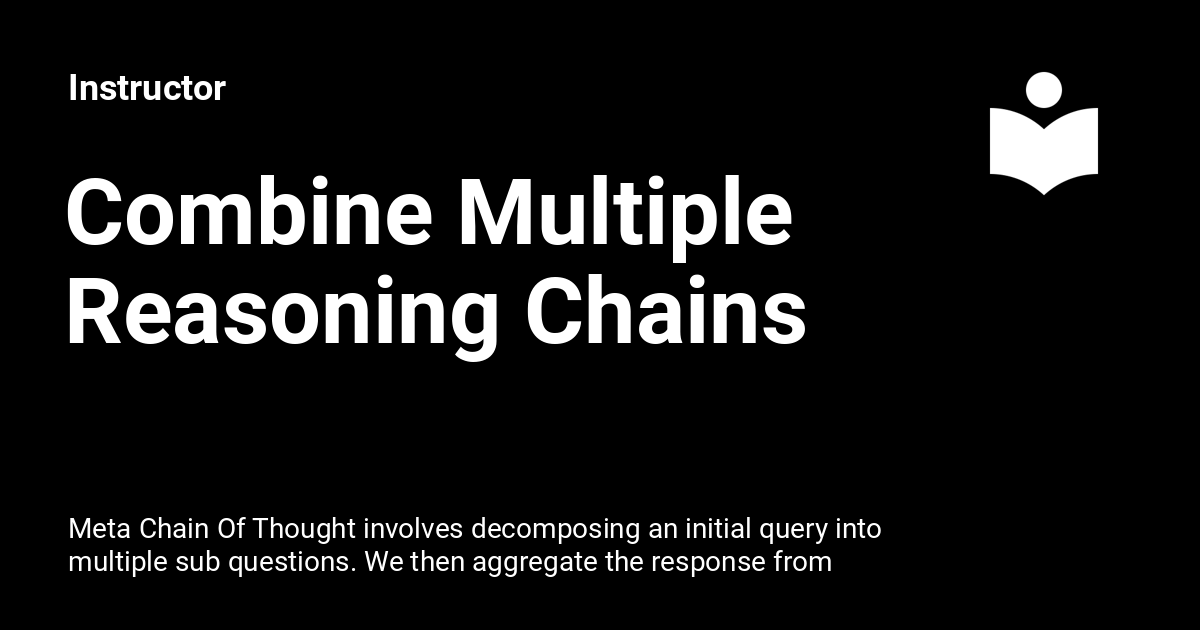 Instructor
Combine Multiple
Reasoning Chains
Meta Chain Of Thought involves decomposing an initial query into
multiple sub questions. We then aggregate the response from